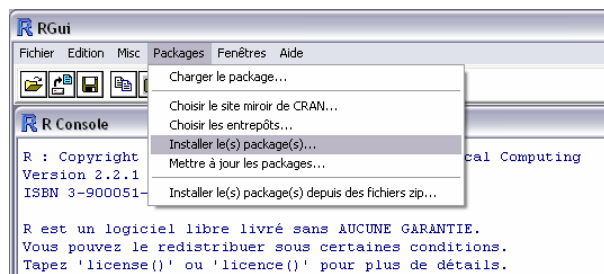 RGui
Fichier Edition Misc Packages Fenêtres Aide
Charger le package...
Choisir le site miroir de CRAN...
Choisir les entrepôts...
Installer le(s) package(s)...
Mettre à jour les packages...
Installer le(s) package(s) depuis des fichiers zip...
R Console
R : Copyright cal Computing
Version 2.2.1
ISBN 3-900051-
R est un logiciel libre livré sans AUCUNE GARANTIE.
Vous pouvez le redistribuer sous certaines conditions.
Tapez 'license()' ou 'licence()' pour plus de détails.